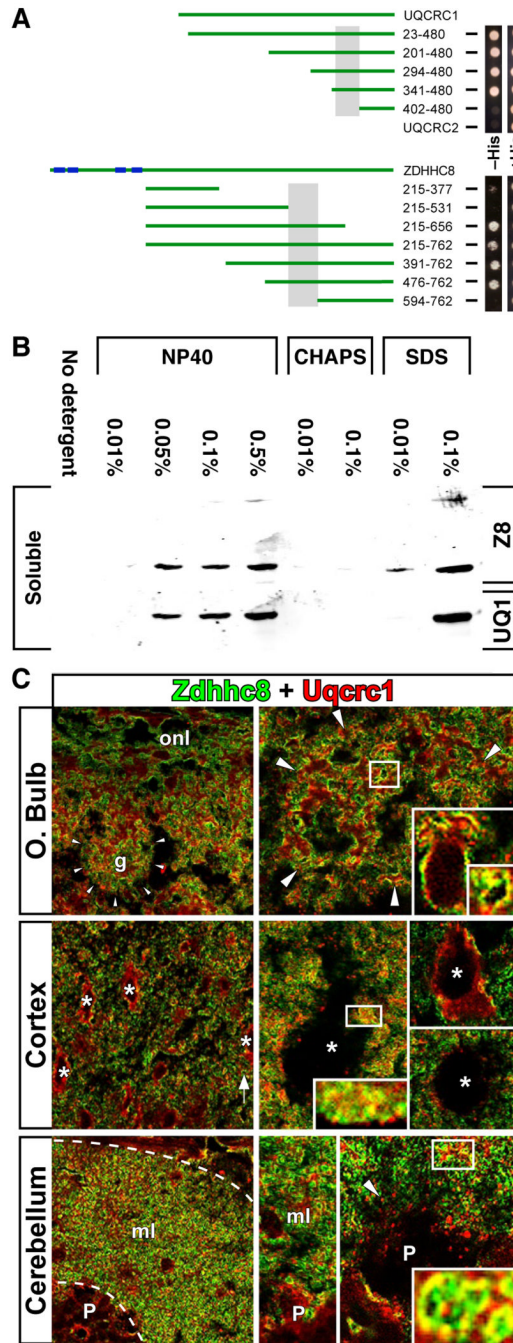 A
UQCRC1
23-480
201-480
294-480
341-480
402-480
UQCRC2
–His
ZDHHC8
215-377
215-531
215-656
215-762
391-762
476-762
594-762
B
NP40
CHAPS
SDS
No detergent
0.01%
0.05%
0.1%
0.5%
0.01%
0.1%
0.01%
0.1%
Soluble
Z8
UQ1
C
Zdhhc8 + Uqcrc1
O. Bulb
onl
g
Cortex
* * * *
*
*
*
Cerebellum
ml
P
ml
P
P